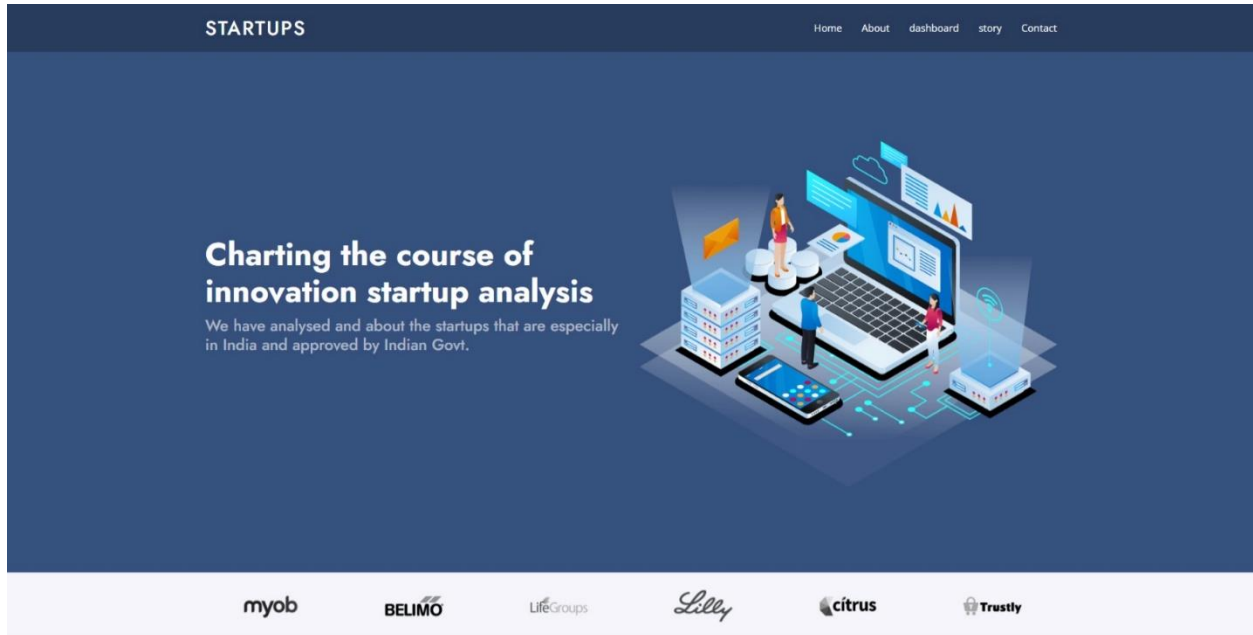 STARTUPS
Home About dashboard story Contact
Charting the course of
innovation startup analysis
We have analysed and about the startups that are especially
in India and approved by Indian Govt.
myob BELIMO LifeGroups Lilly citrus Trustly